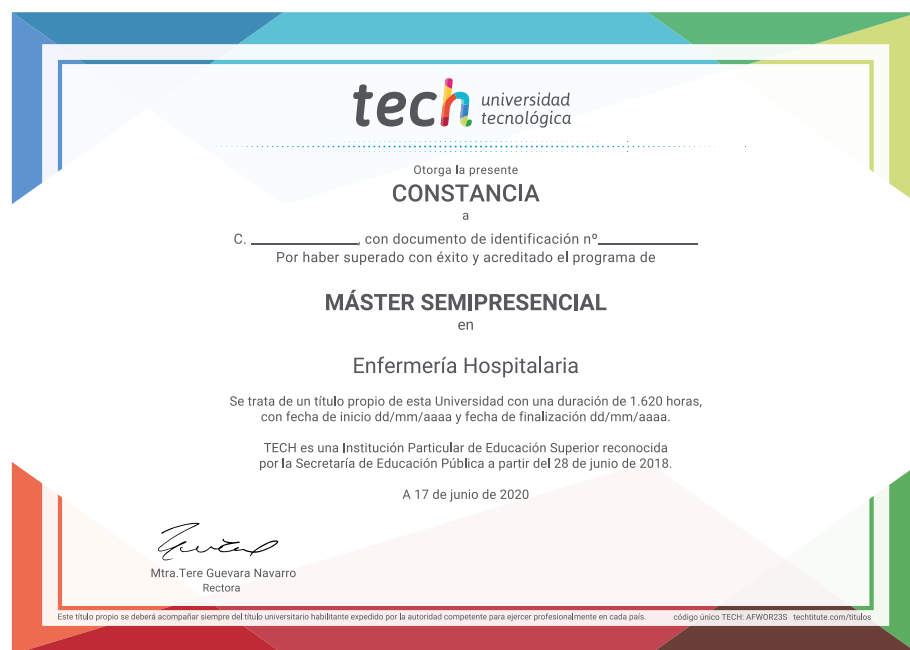 tech universidad
tecnológica
Otorga la presente
CONSTANCIA
a
C. ______________, con documento de identificación nº______________
Por haber superado con éxito y acreditado el programa de
MÁSTER SEMIPRESENCIAL
en
Enfermería Hospitalaria
Se trata de un título propio de esta Universidad con una duración de 1.620 horas,
con fecha de inicio dd/mm/aaaa y fecha de finalización dd/mm/aaaa.
TECH es una Institución Particular de Educación Superior reconocida
por la Secretaría de Educación Pública a partir del 28 de junio de 2018.
A 17 de junio de 2020
Mtra.Tere Guevara Navarro
Rectora
Este título propio se deberá acompañar siempre del título universitario habilitante expedido por la autoridad competente para ejercer profesionalmente en cada país. código único TECH: AFWOR23S techtitute.com/titulos